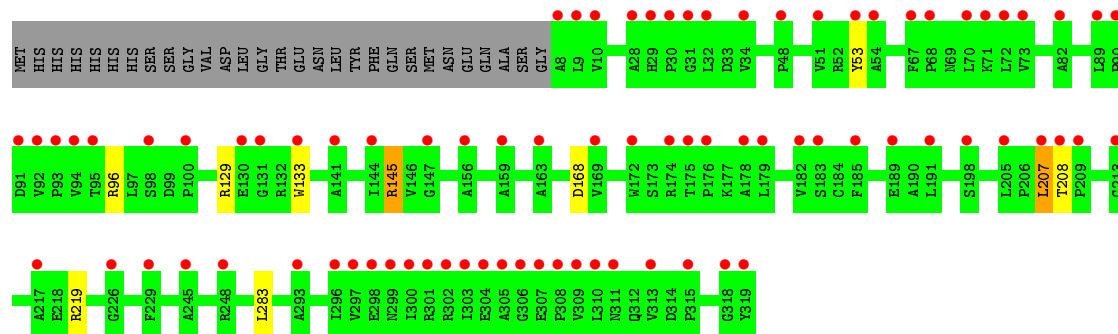 MET HIS HIS HIS HIS HIS HIS SER SER GLY VAL ASP LEU GLY THR GLU ASN LEU TYR PHE GLN SER MET ASN GLU GLN ALA SER GLY A8 L9 V10 A28 H29 P30 G31 L32 D33 V34 P48 V51 R52 Y53 A54 F67 P68 N69 L70 K71 L72 V73 A82 L89 P90
D91 V92 P93 V94 T95 R96 L97 S98 D99 P100 R129 E130 G131 R132 W133 A141 I144 R145 V146 G147 A156 A159 A163 D168 V169 W172 S173 R174 T175 P176 K177 A178 L179 V182 S183 C184 F185 E189 A190 L191 S198 L205 P206 L207 T208 P209
A217 E218 R219 G226 F229 A245 R248 L283 A293 I296 V297 E298 N299 I300 R301 R302 I303 E304 A305 G306 E307 P308 V309 L310 N311 Q312 V313 D314 P315 G318 Y319